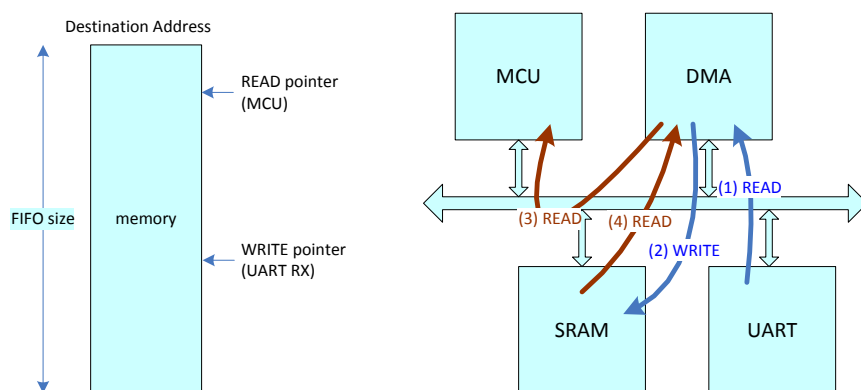 Destination Address
READ pointer
(MCU)
FIFO size
memory
WRITE pointer
(UART RX)
MCU
DMA
(1) READ
(3) READ
(4) READ
(2) WRITE
SRAM
UART